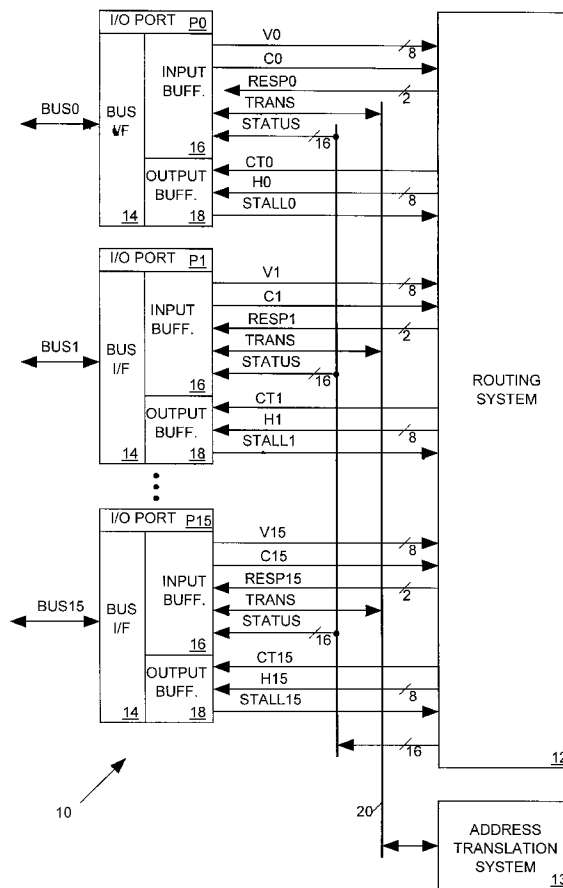 I/O PORT P0
V0
8
C0
RESP0
2
INPUT
BUFF.
BUS0
BUS
I/F
TRANS
STATUS
16
16
CT0
OUTPUT
BUFF.
H0
8
STALL0
14
18
I/O PORT P1
V1
8
C1
INPUT
BUFF.
RESP1
2
TRANS
BUS1
BUS
I/F
STATUS
16
16
ROUTING
SYSTEM
CT1
OUTPUT
BUFF.
H1
8
STALL1
14
18
I/O PORT P15
V15
8
C15
INPUT
BUFF.
RESP15
2
TRANS
BUS15
BUS
I/F
STATUS
16
16
CT15
OUTPUT
BUFF.
H15
8
STALL15
14
18
16
12
10
20
ADDRESS
TRANSLATION
SYSTEM
13